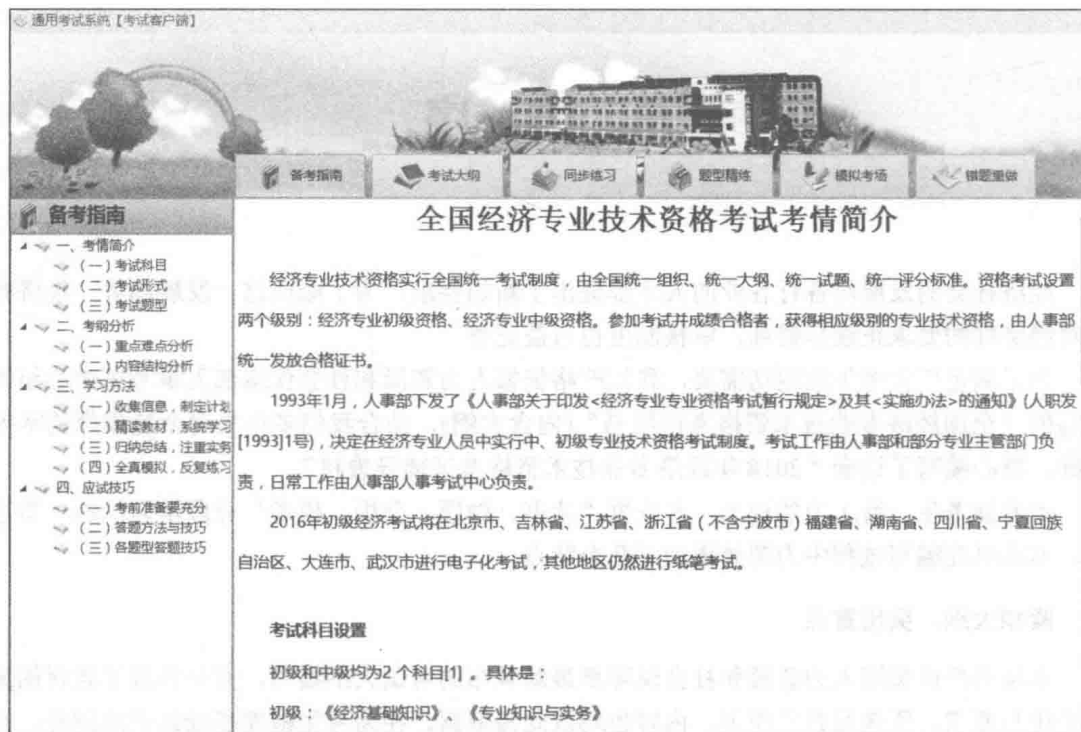 通用考试系统【考试客户端】
备考指南
考试大纲
同步练习
题型精练
模拟考场
错题重做
备考指南
一、考情简介
（一）考试科目
（二）考试形式
（三）考试题型
二、考纲分析
（一）重点难点分析
（二）内容结构分析
三、学习方法
（一）收集信息，制定计划
（二）精读教材，系统学习
（三）归纳总结，注重实务
（四）全真模拟，反复练习
四、应试技巧
（一）考前准备要充分
（二）答题方法与技巧
（三）各题型答题技巧
全国经济专业技术资格考试考情简介
经济专业技术资格实行全国统一考试制度，由全国统一组织、统一大纲、统一试题、统一评分标准。资格考试设置
两个级别：经济专业初级资格、经济专业中级资格。参加考试并成绩合格者，获得相应级别的专业技术资格，由人事部
统一发放合格证书。
1993年1月，人事部下发了《人事部关于印发<经济专业专业资格考试暂行规定>及其<实施办法>的通知》(人职发
[1993]1号)，决定在经济专业人员中实行中、初级专业技术资格考试制度。考试工作由人事部和部分专业主管部门负
责，日常工作由人事部人事考试中心负责。
2016年初级经济考试将在北京市、吉林省、江苏省、浙江省（不含宁波市）福建省、湖南省、四川省、宁夏回族
自治区、大连市、武汉市进行电子化考试，其他地区仍然进行纸笔考试。
考试科目设置
初级和中级均为2 个科目[1] 。具体是：
初级：《经济基础知识》、《专业知识与实务》